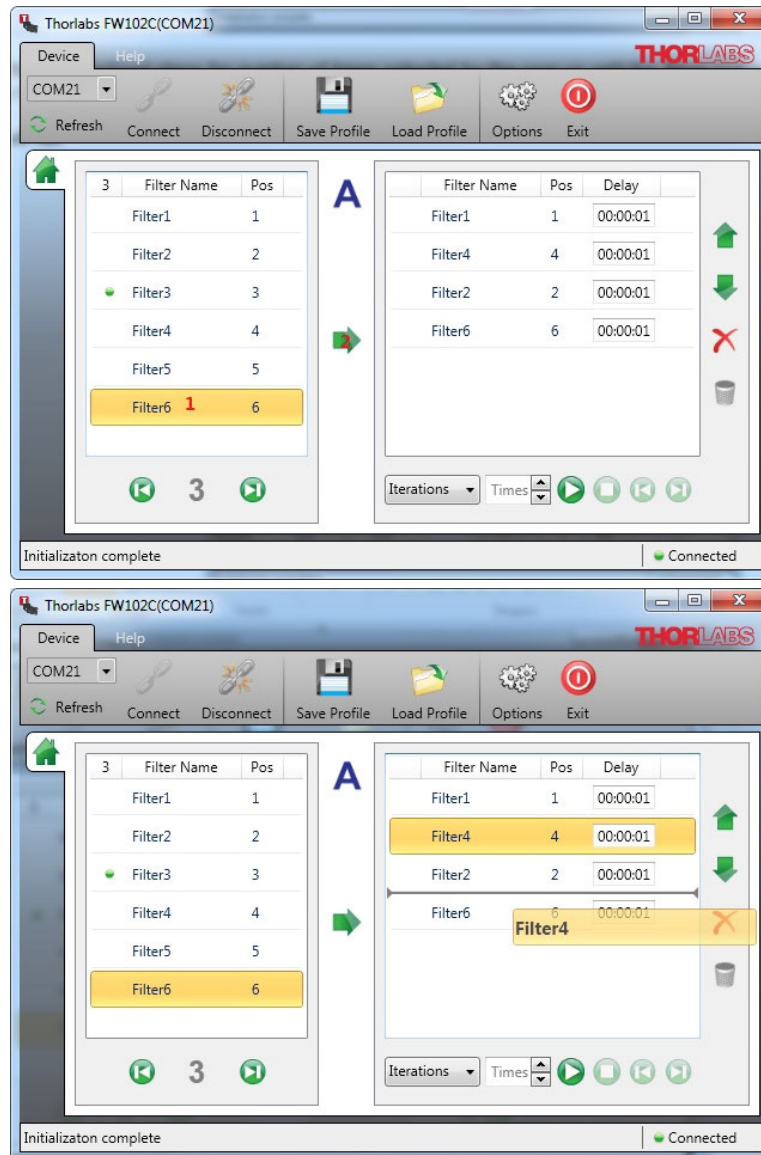 Thorlabs FW102C(COM21)
Device Help THORLABS
COM21
Refresh Connect Disconnect Save Profile Load Profile Options Exit
3 Filter Name Pos A Filter Name Pos Delay
Filter1 1 Filter1 1 00:00:01
Filter2 2 Filter4 4 00:00:01
Filter3 3 Filter2 2 00:00:01
Filter4 4 2 Filter6 6 00:00:01
Filter5 5
Filter6 1 6
3 Iterations Times
Initializaton complete Connected
Thorlabs FW102C(COM21)
Device Help THORLABS
COM21
Refresh Connect Disconnect Save Profile Load Profile Options Exit
3 Filter Name Pos A Filter Name Pos Delay
Filter1 1 Filter1 1 00:00:01
Filter2 2 Filter4 4 00:00:01
Filter3 3 Filter2 2 00:00:01
Filter4 4 Filter6 6 00:00:01
Filter4
Filter5 5
Filter6 6
3 Iterations Times
Initializaton complete Connected